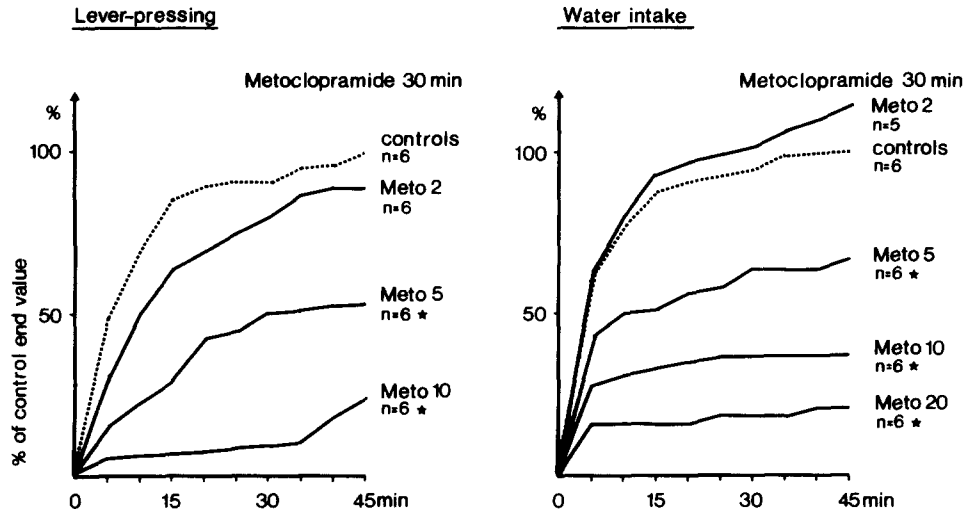 Lever-pressing
Metoclopramide 30 min
%
100
50
% of control end value
controls
n=6
Meto 2
n=6
Meto 5
n=6 *
Meto 10
n=6 *
0 15 30 45min
Water intake
Metoclopramide 30 min
%
100
50
Meto 2
n=5
controls
n=6
Meto 5
n=6 *
Meto 10
n=6 *
Meto 20
n=6 *
0 15 30 45min